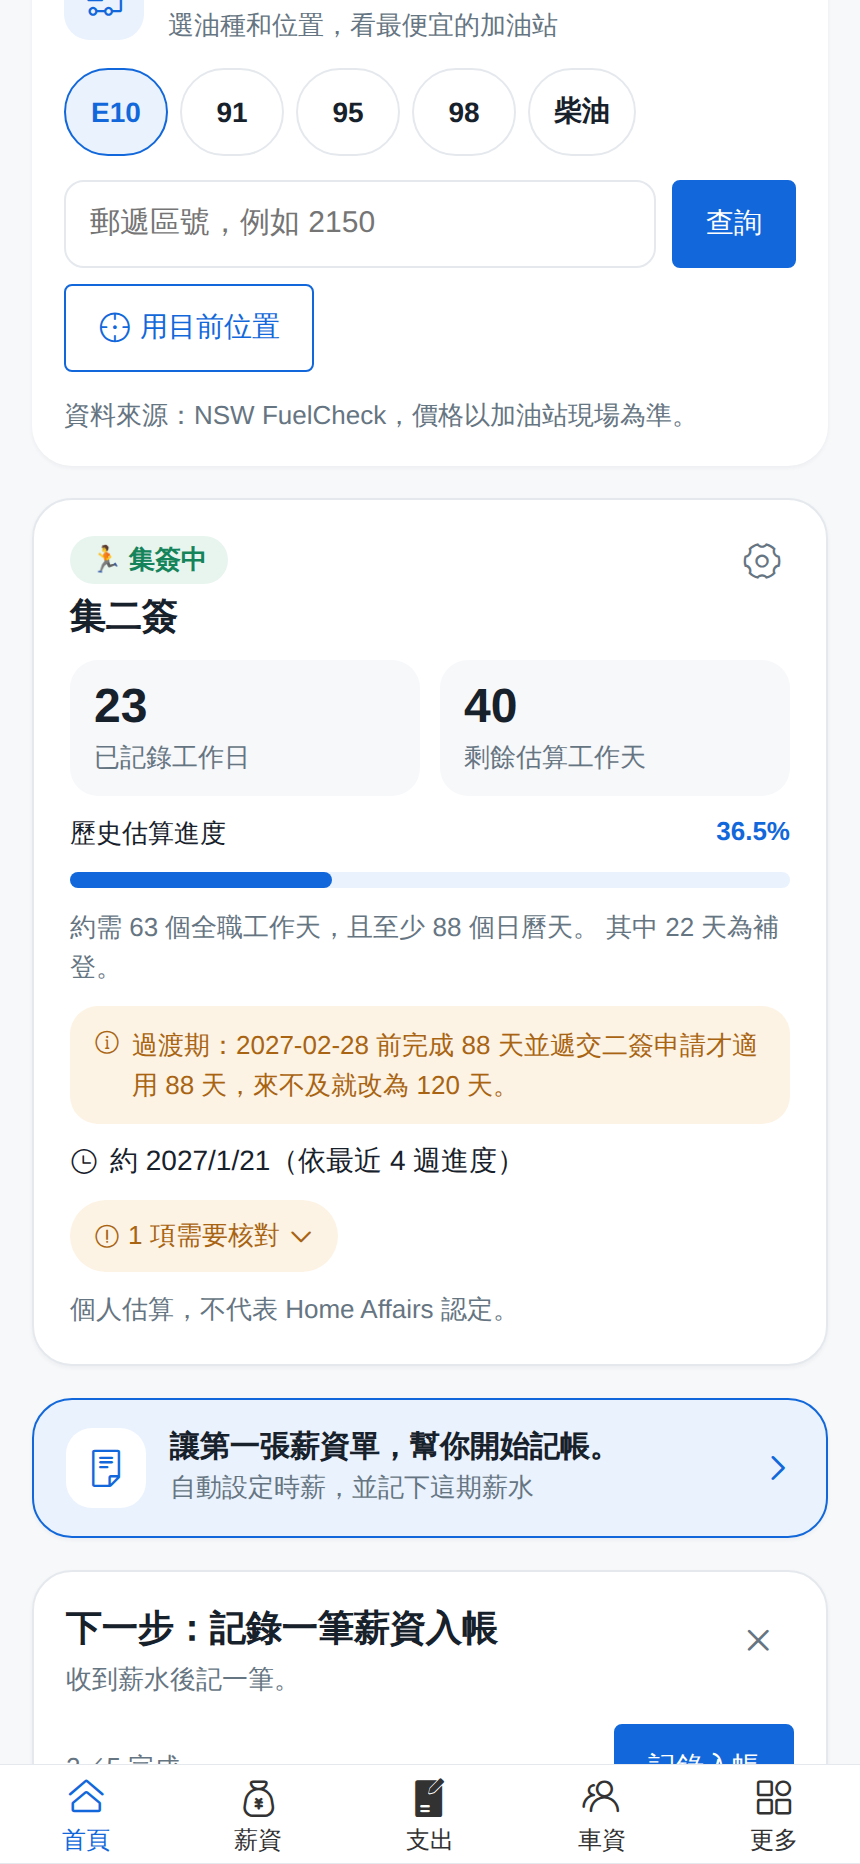 選油種和位置，看最便宜的加油站
E10
91
95
98
柴油
郵遞區號，例如 2150
查詢
用目前位置
資料來源：NSW FuelCheck，價格以加油站現場為準。
🏃 集簽中
集二簽
23
已記錄工作日
40
剩餘估算工作天
歷史估算進度
36.5%
約需 63 個全職工作天，且至少 88 個日曆天。 其中 22 天為補
登。
過渡期：2027-02-28 前完成 88 天並遞交二簽申請才適
用 88 天，來不及就改為 120 天。
約 2027/1/21（依最近 4 週進度）
1 項需要核對
個人估算，不代表 Home Affairs 認定。
讓第一張薪資單，幫你開始記帳。
自動設定時薪，並記下這期薪水
下一步：記錄一筆薪資入帳
收到薪水後記一筆。
記錄入帳
首頁
薪資
支出
車資
更多